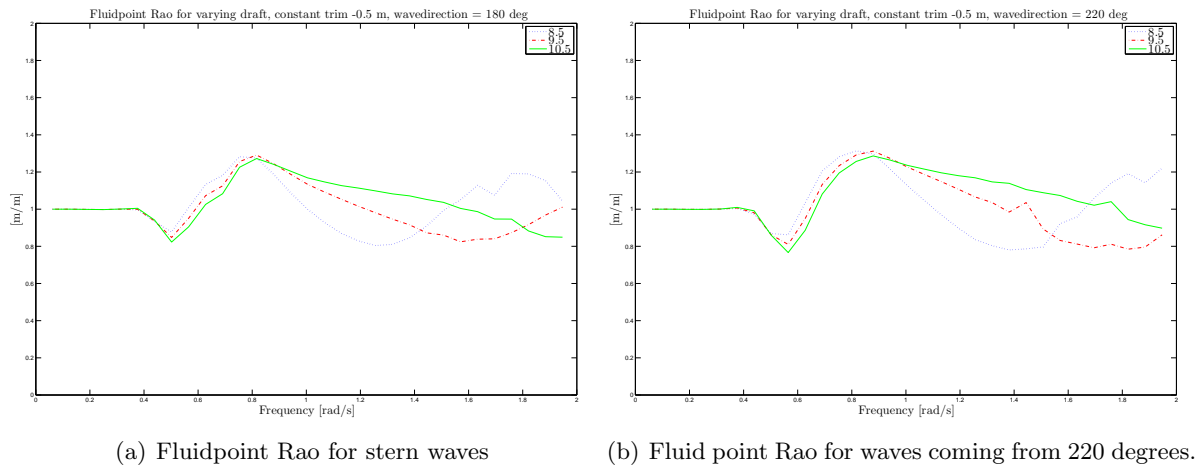 Fluidpoint Rao for varying draft, constant trim -0.5 m, wavedirection = 180 deg
8.5
9.5
10.5
2
1.8
1.6
1.4
1.2
1
0.8
0.6
0.4
0.2
0
[m/m]
0 0.2 0.4 0.6 0.8 1 1.2 1.4 1.6 1.8 2
Frequency [rad/s]
(a) Fluidpoint Rao for stern waves
Fluidpoint Rao for varying draft, constant trim -0.5 m, wavedirection = 220 deg
8.5
9.5
10.5
2
1.8
1.6
1.4
1.2
1
0.8
0.6
0.4
0.2
0
[m/m]
0 0.2 0.4 0.6 0.8 1 1.2 1.4 1.6 1.8 2
Frequency [rad/s]
(b) Fluid point Rao for waves coming from 220 degrees.